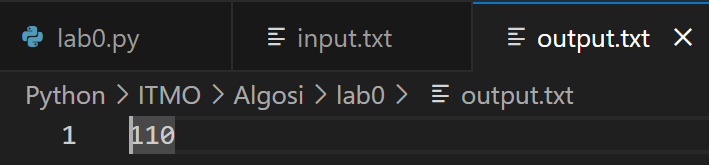 lab0.py input.txt output.txt ×
Python > ITMO > Algosi > lab0 > output.txt
1 110